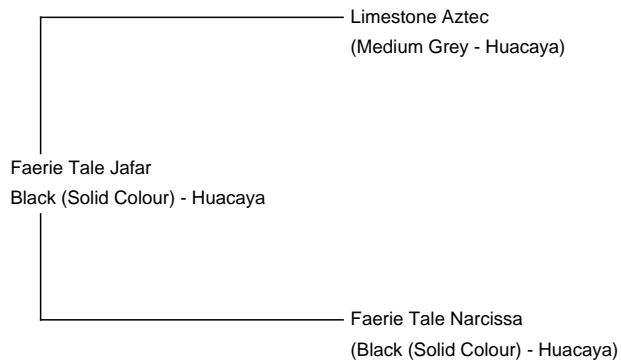 Limestone Aztec
(Medium Grey - Huacaya)
Faerie Tale Jafar
Black (Solid Colour) - Huacaya
Faerie Tale Narcissa
(Black (Solid Colour) - Huacaya)